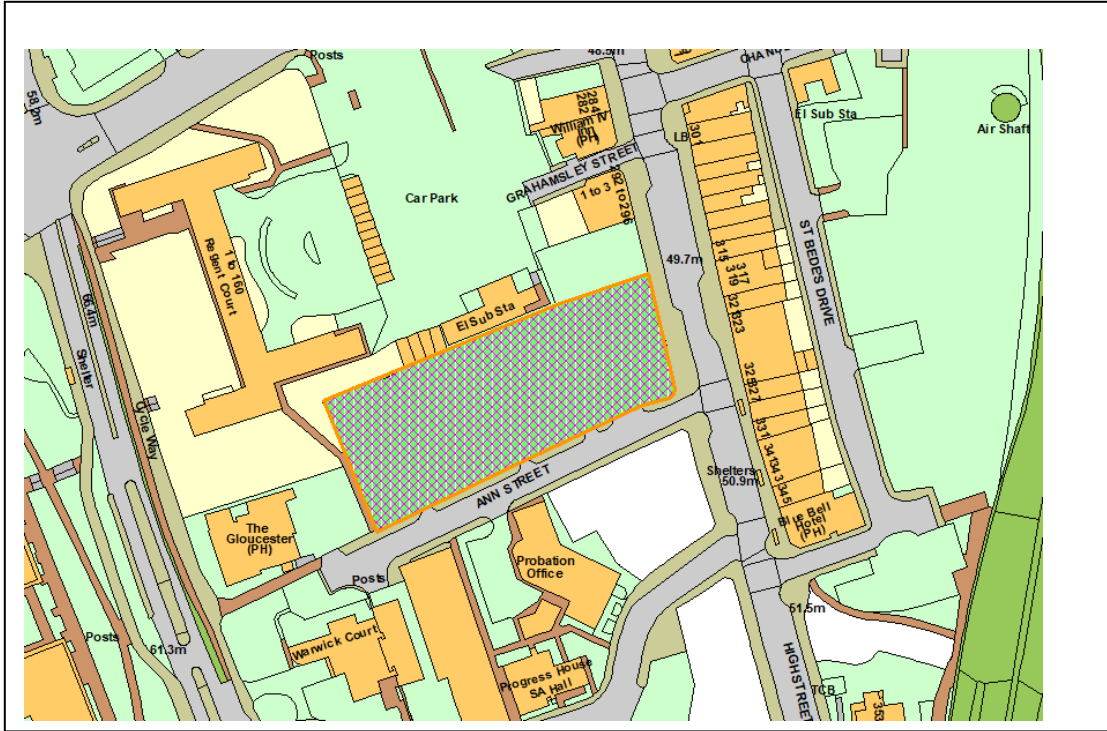 Posts
48.5m
58.2m
284
282
William IV
Inn
(PH)
LB
301
El Sub Sta
Air Shaft
Car Park
GRAHAMSLEY STREET
1 to 3
292 to 296
ST BEDE'S DRIVE
49.7m
315
317
319
321
323
1 to 160
Regent Court
66.4m
Shelter
Cycle Way
El Sub Sta
325
327
331
341
343
345
Shelters
50.9m
Blue Bell
Hotel
(PH)
ANN STREET
The
Gloucester
(PH)
Probation
Office
Posts
Warwick Court
Progress House
SA Hall
Posts
61.3m
51.5m
HIGH STREET
TCB
353